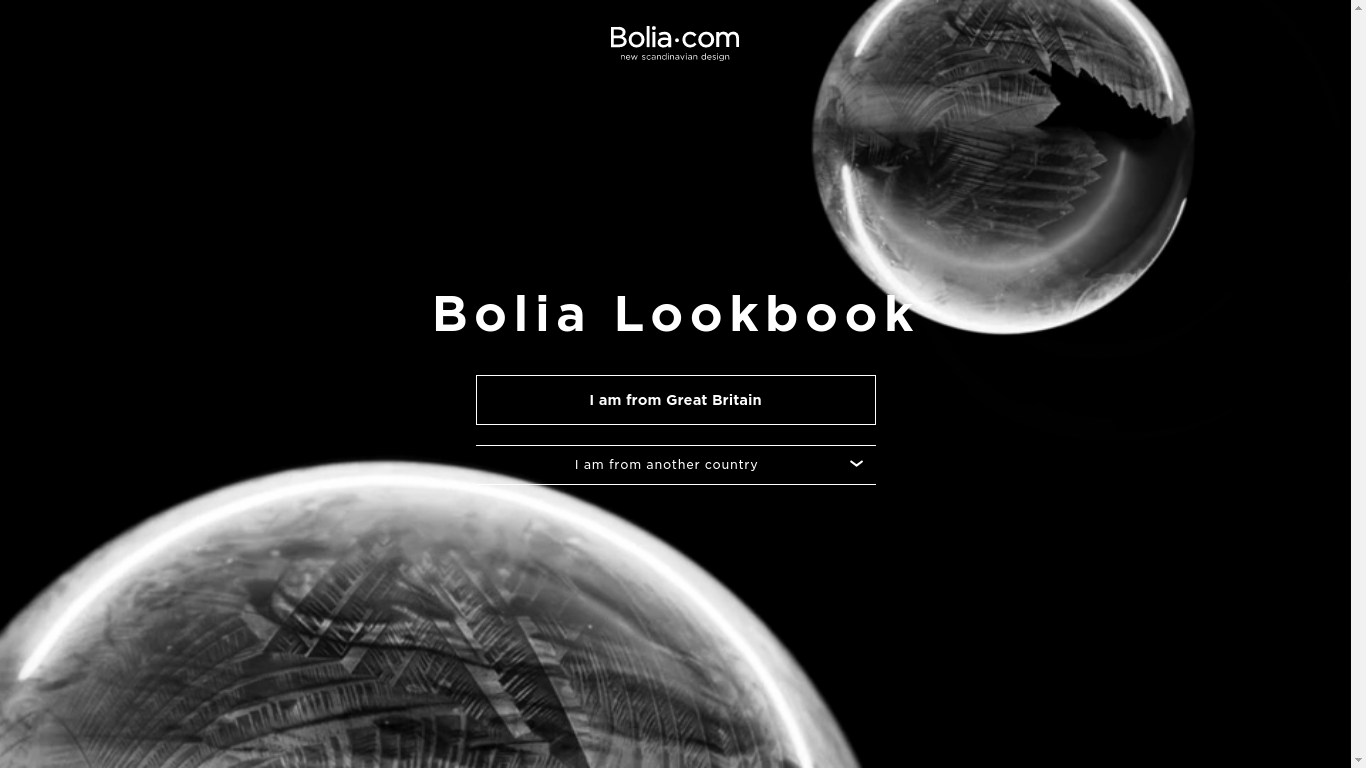 Bolia·com
new scandinavian design
Bolia Lookbook
I am from Great Britain
I am from another country